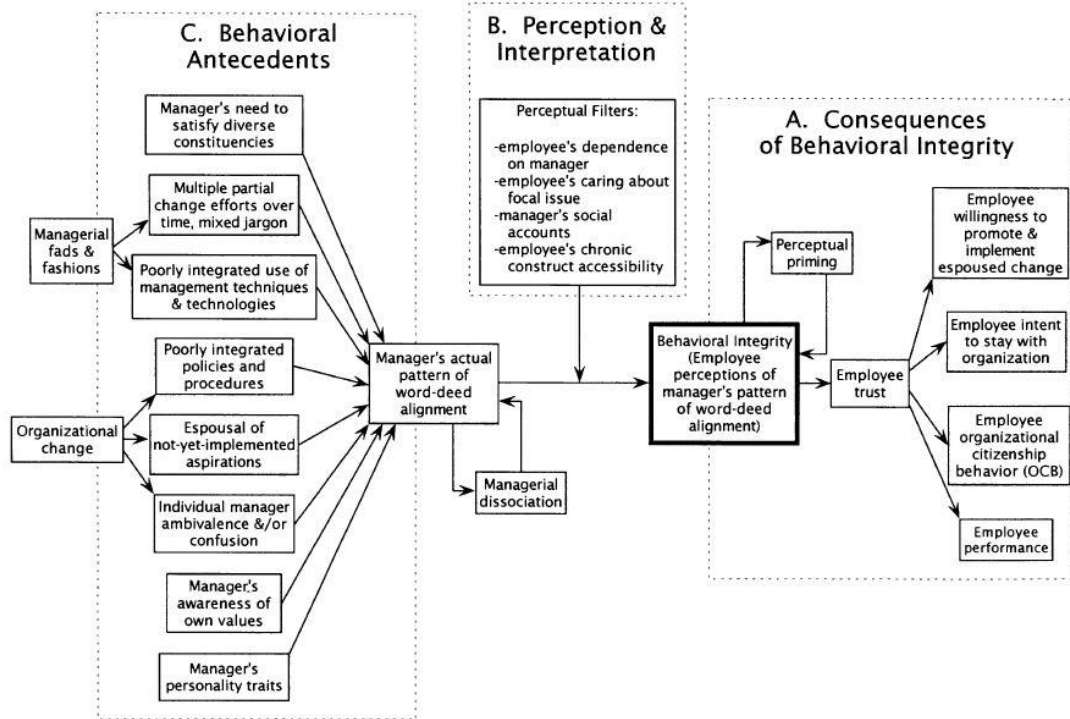 C. Behavioral
Antecedents
Manager's need to
satisfy diverse
constituencies
Multiple partial
change efforts over
time, mixed jargon
Managerial
fads &
fashions
Poorly integrated use of
management techniques
& technologies
Poorly integrated
policies and
procedures
Organizational
change
Espousal of
not-yet-implemented
aspirations
Individual manager
ambivalence &/or
confusion
Manager's
awareness of
own values
Manager's
personality traits
Manager's actual
pattern of
word-deed
alignment
Managerial
dissociation
B. Perception &
Interpretation
Perceptual Filters:
-employee's dependence
on manager
-employee's caring about
focal issue
-manager's social
accounts
-employee's chronic
construct accessibility
A. Consequences
of Behavioral Integrity
Perceptual
priming
Behavioral Integrity
(Employee
perceptions of
manager's pattern
of word-deed
alignment)
Employee
trust
Employee
willingness to
promote &
implement
espoused change
Employee intent
to stay with
organization
Employee
organizational
citizenship
behavior (OCB)
Employee
performance